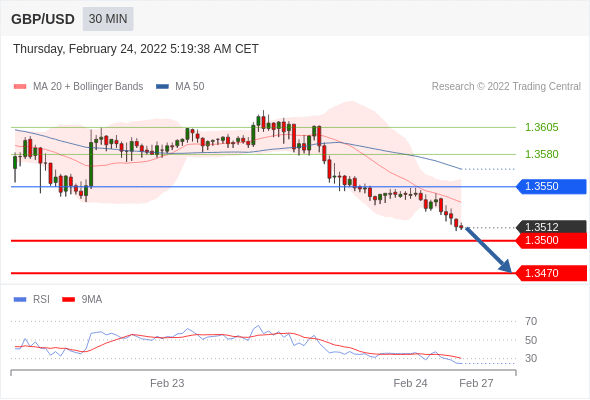 GBP/USD 30 MIN
Thursday, February 24, 2022 5:19:38 AM CET
MA 20 + Bollinger Bands MA 50 Research © 2022 Trading Central
1.3605
1.3580
1.3550
1.3512
1.3500
1.3470
RSI 9MA
70
50
30
Feb 23 Feb 24 Feb 27